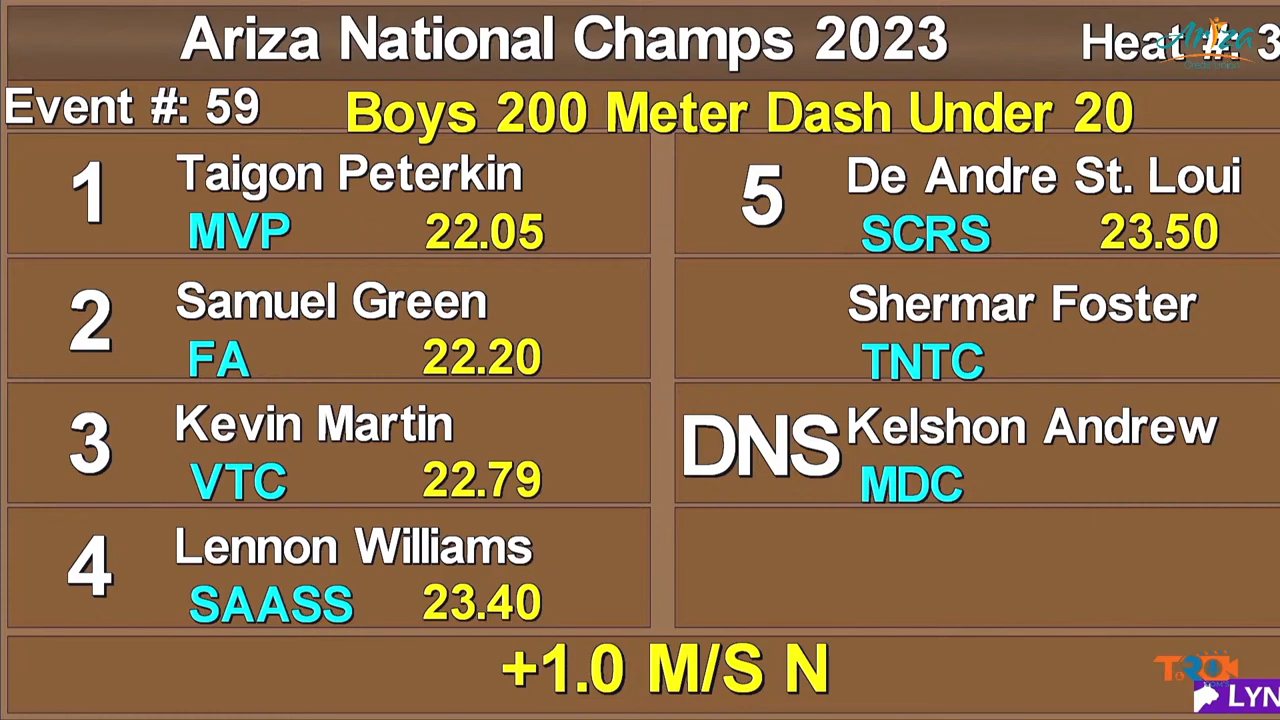 Ariza National Champs 2023
Heat #: 3
Event #: 59
Boys 200 Meter Dash Under 20
1 Taigon Peterkin
MVP 22.05
2 Samuel Green
FA 22.20
3 Kevin Martin
VTC 22.79
4 Lennon Williams
SAASS 23.40
5 De Andre St. Loui
SCRS 23.50
Shermar Foster
TNTC
DNS Kelshon Andrew
MDC
+1.0 M/S N
Ariza
LYN